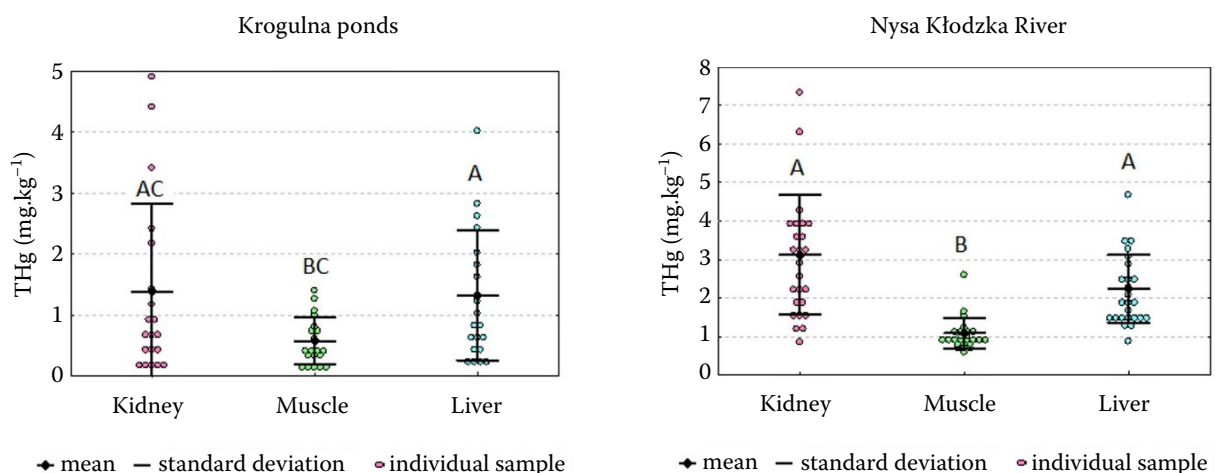 Krogulna ponds
5
4
3
2
1
0
THg (mg.kg⁻¹)
AC
BC
A
Kidney
Muscle
Liver
mean
standard deviation
individual sample
Nysa Kłodzka River
8
7
6
5
4
3
2
1
0
THg (mg.kg⁻¹)
A
B
A
Kidney
Muscle
Liver
mean
standard deviation
individual sample